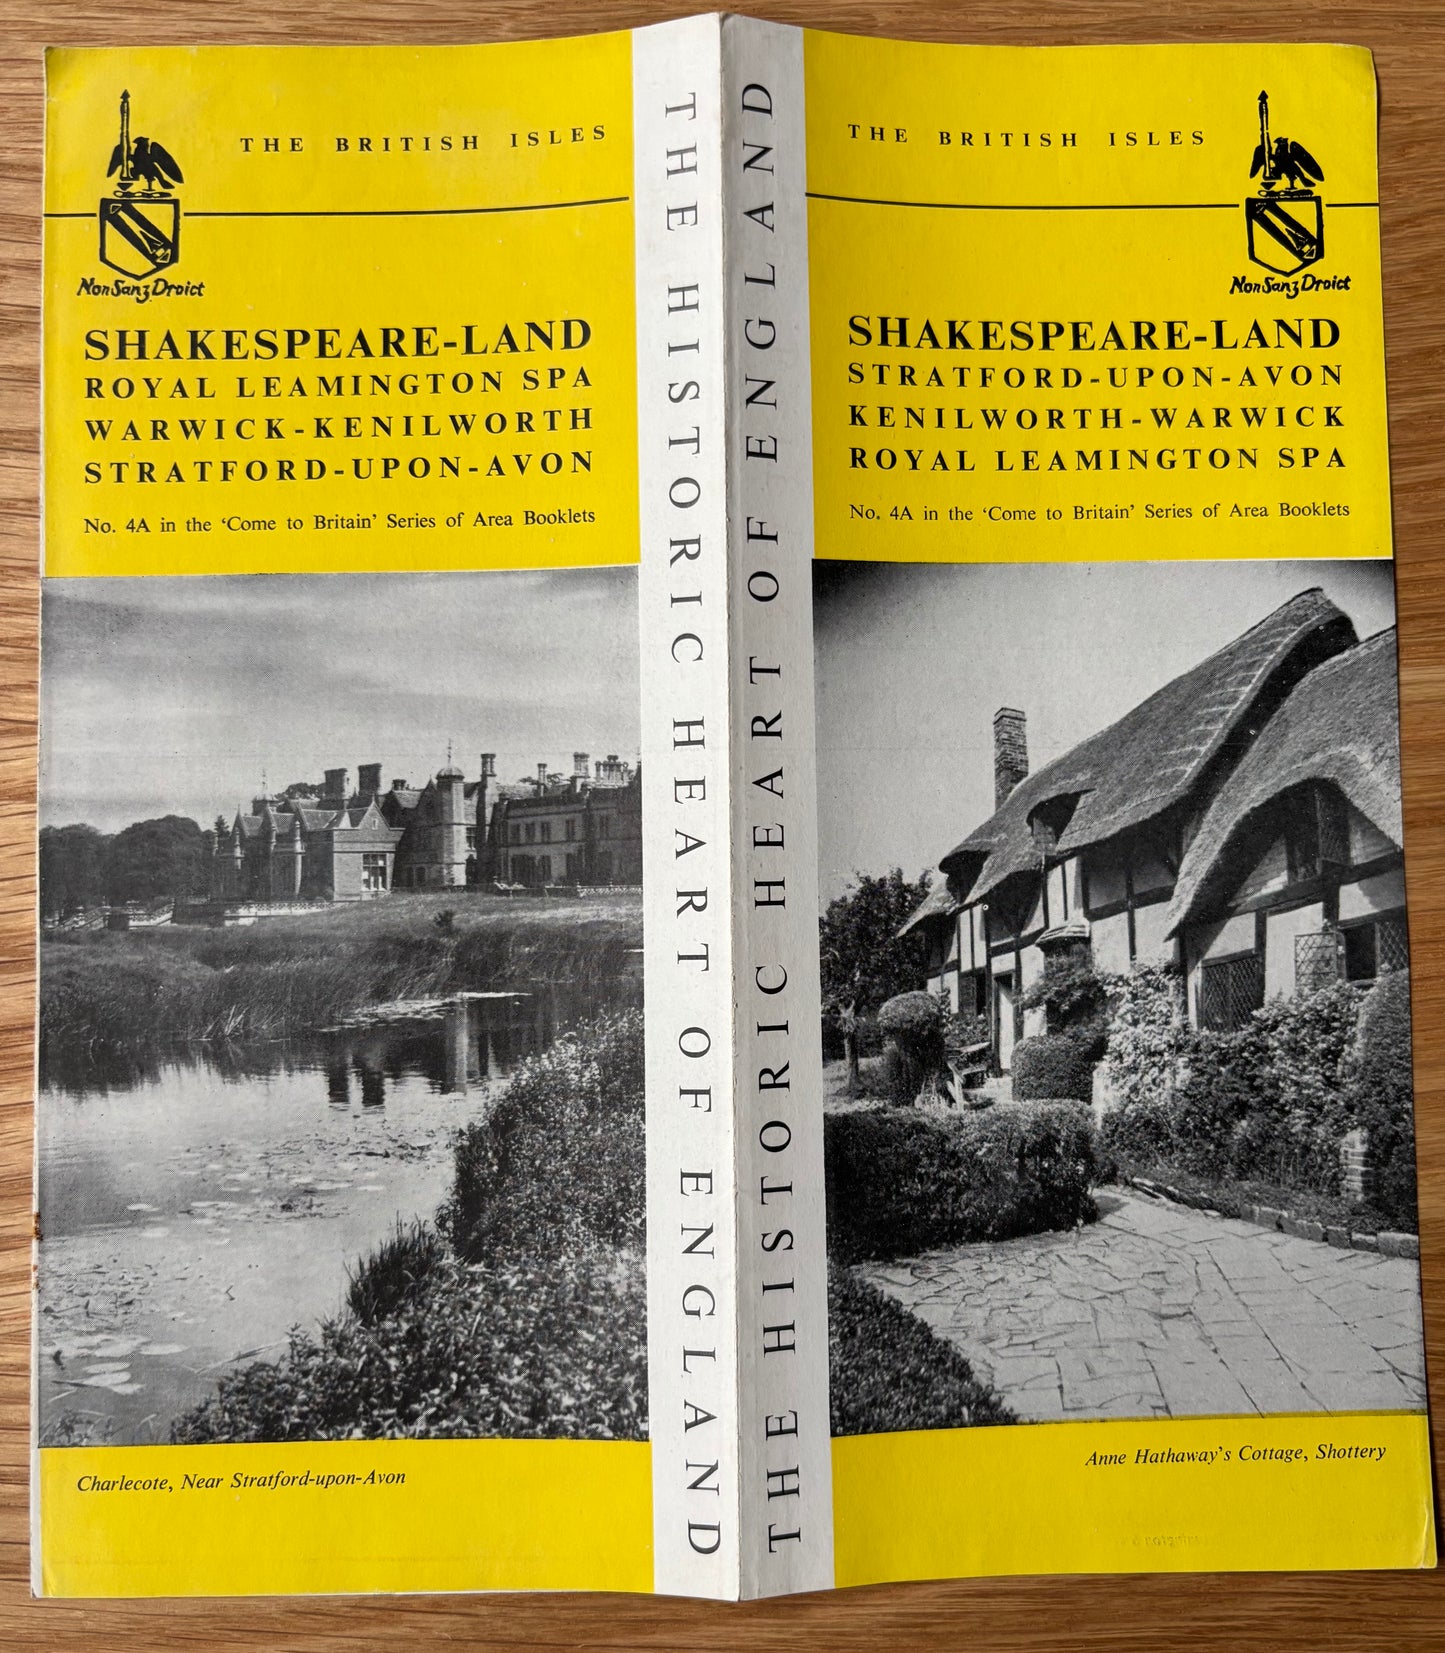 THE BRITISH ISLES
Non Sanz Droict
SHAKESPEARE-LAND
ROYAL LEAMINGTON SPA
WARWICK-KENILWORTH
STRATFORD-UPON-AVON
No. 4A in the ‘Come to Britain’ Series of Area Booklets
Charlecote, Near Stratford-upon-Avon
THE HISTORIC HEART OF ENGLAND
THE HISTORIC HEART OF ENGLAND
THE BRITISH ISLES
Non Sanz Droict
SHAKESPEARE-LAND
STRATFORD-UPON-AVON
KENILWORTH-WARWICK
ROYAL LEAMINGTON SPA
No. 4A in the ‘Come to Britain’ Series of Area Booklets
Anne Hathaway's Cottage, Shottery